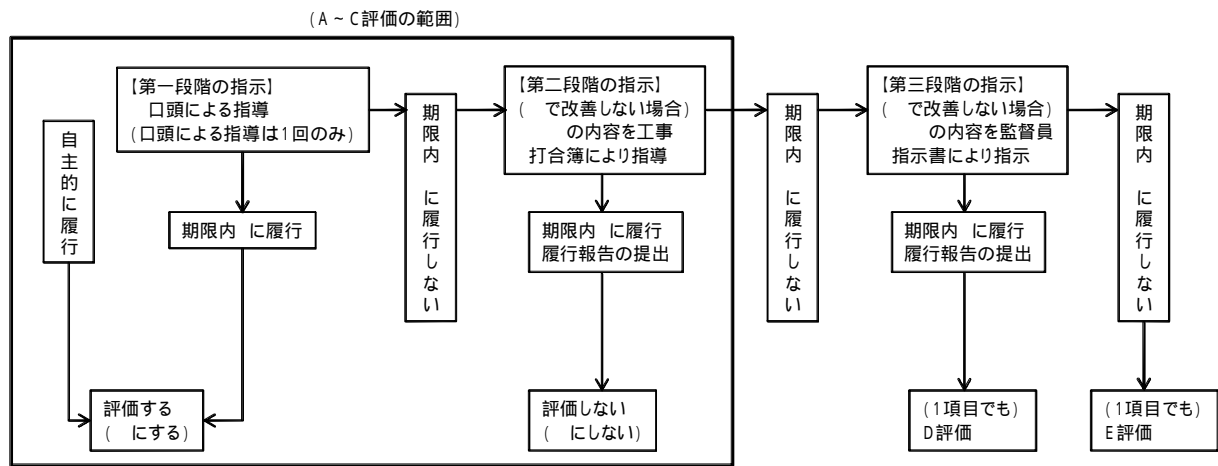 (A~C評価の範囲)
【第一段階の指示】
口頭による指導
(口頭による指導は1回のみ)
【第二段階の指示】
( で改善しない場合)
の内容を工事
打合簿により指導
【第三段階の指示】
( で改善しない場合)
の内容を監督員
指示書により指示
自主的に履行
期限内 に履行しない
期限内 に履行しない
期限内 に履行しない
期限内 に履行
期限内 に履行
履行報告の提出
期限内 に履行
履行報告の提出
評価する
( にする)
評価しない
( にしない)
(1項目でも)
D評価
(1項目でも)
E評価